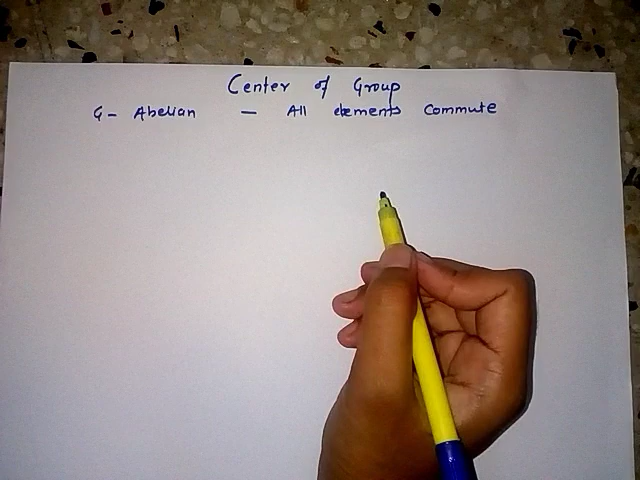 Center of Group
G - Abelian - All elements Commute